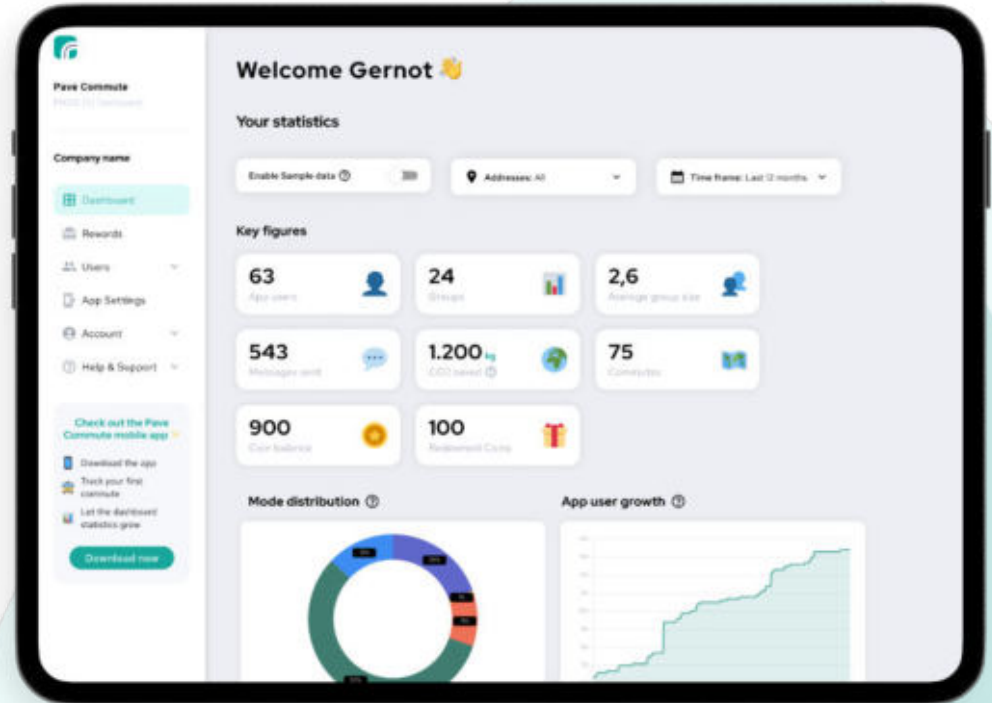 Welcome Gernot 👋
Pave Commute
Your statistics
Company name
Enable Sample data
Addresses: All
Time frame: Last 12 months
Dashboard
Rewards
Users
App Settings
Account
Help & Support
Key figures
63
App users
24
Groups
2,6
Average group size
543
Messages sent
1.200 kg
CO2 saved
75
Commutes
900
Coin balance
100
Redeemed Coins
Check out the Pave
Commute mobile app
Download the app
Track your first
commute
Let the dashboard
statistics grow
Download now
Mode distribution
App user growth